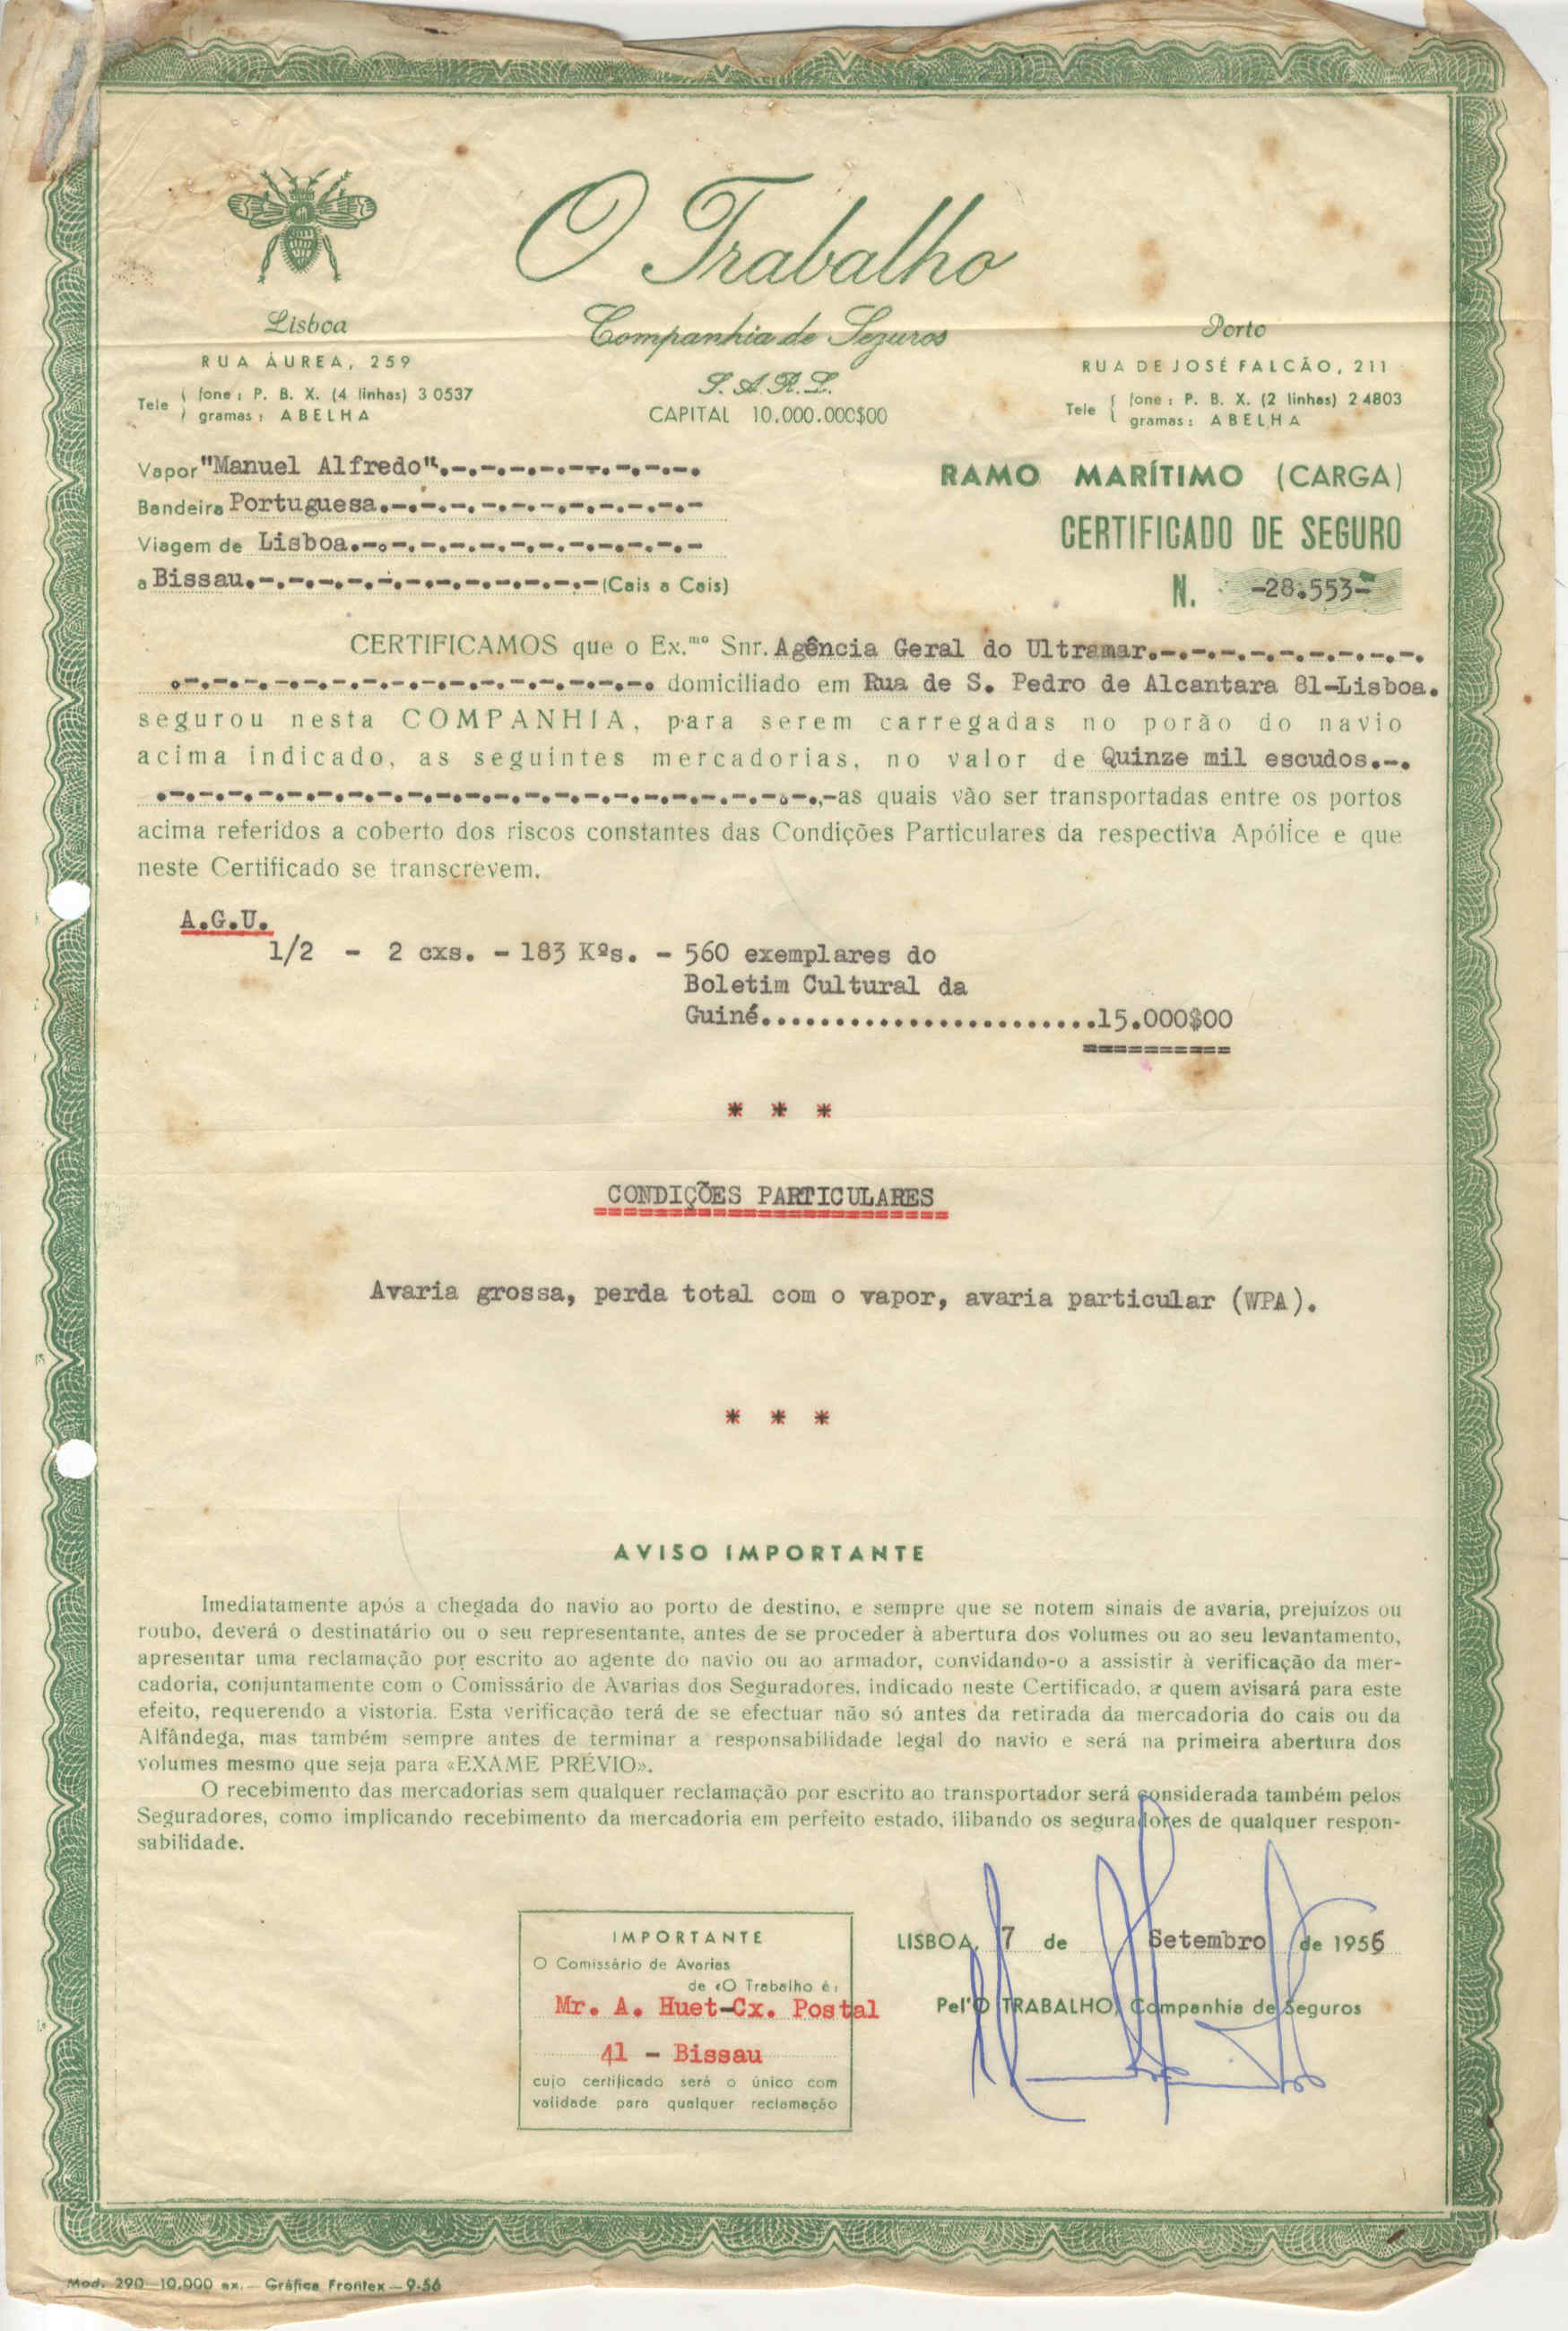 O Trabalho
Companhia de Seguros
S. A. R. L.
CAPITAL 10.000.000$00
Lisboa
RUA ÁUREA, 259
Tele fone: P. B. X. (4 linhas) 3 0537
gramas: ABELHA
Porto
RUA DE JOSÉ FALCÃO, 211
Tele fone: P. B. X. (2 linhas) 2 4803
gramas: ABELHA
Vapor "Manuel Alfredo".-.-.-.-.-.-.-.-.-.
Bandeira Portuguesa.-.-.-.-.-.-.-.-.-.-.-
Viagem de Lisboa.-.-.-.-.-.-.-.-.-.-.-.-
a Bissau.-.-.-.-.-.-.-.-.-.-.-.-(Cais a Cais)
RAMO MARÍTIMO (CARGA)
CERTIFICADO DE SEGURO
N. -28.553-
CERTIFICAMOS que o Ex.mo Snr. Agência Geral do Ultramar.-.-.-.-.-.-.-.-.-.
.-.-.-.-.-.-.-.-.-.-.-.-.-.-.-.-. domiciliado em Rua de S. Pedro de Alcantara 81-Lisboa.
segurou nesta COMPANHIA, para serem carregadas no porão do navio
acima indicado, as seguintes mercadorias, no valor de Quinze mil escudos.-.
.-.-.-.-.-.-.-.-.-.-.-.-.-.-.-.-.-.-.-.-.-.-.-as quais vão ser transportadas entre os portos
acima referidos a coberto dos riscos constantes das Condições Particulares da respectiva Apólice e que
neste Certificado se transcrevem.
A.G.U.
1/2 - 2 cxs. - 183 Kºs. - 560 exemplares do
Boletim Cultural da
Guiné.......................15.000$00
==========
* * *
CONDIÇÕES PARTICULARES
Avaria grossa, perda total com o vapor, avaria particular (WPA).
* * *
AVISO IMPORTANTE
Imediatamente após a chegada do navio ao porto de destino, e sempre que se notem sinais de avaria, prejuízos ou
roubo, deverá o destinatário ou o seu representante, antes de se proceder à abertura dos volumes ou ao seu levantamento,
apresentar uma reclamação por escrito ao agente do navio ou ao armador, convidando-o a assistir à verificação da mer-
cadoria, conjuntamente com o Comissário de Avarias dos Seguradores, indicado neste Certificado, a quem avisará para este
efeito, requerendo a vistoria. Esta verificação terá de se efectuar não só antes da retirada da mercadoria do cais ou da
Alfândega, mas também sempre antes de terminar a responsabilidade legal do navio e será na primeira abertura dos
volumes mesmo que seja para «EXAME PRÉVIO».
O recebimento das mercadorias sem qualquer reclamação por escrito ao transportador será considerada também pelos
Seguradores, como implicando recebimento da mercadoria em perfeito estado, ilibando os seguradores de qualquer respon-
sabilidade.
IMPORTANTE
O Comissário de Avarias
de «O Trabalho é:
Mr. A. Huet-Cx. Postal
41 - Bissau
cujo certificado será o único com
validade para qualquer reclamação
LISBOA, 7 de Setembro de 1956
Pel'O TRABALHO, Companhia de Seguros
Mod. 290-10.000 ex. - Gráfica Frontex - 9-56